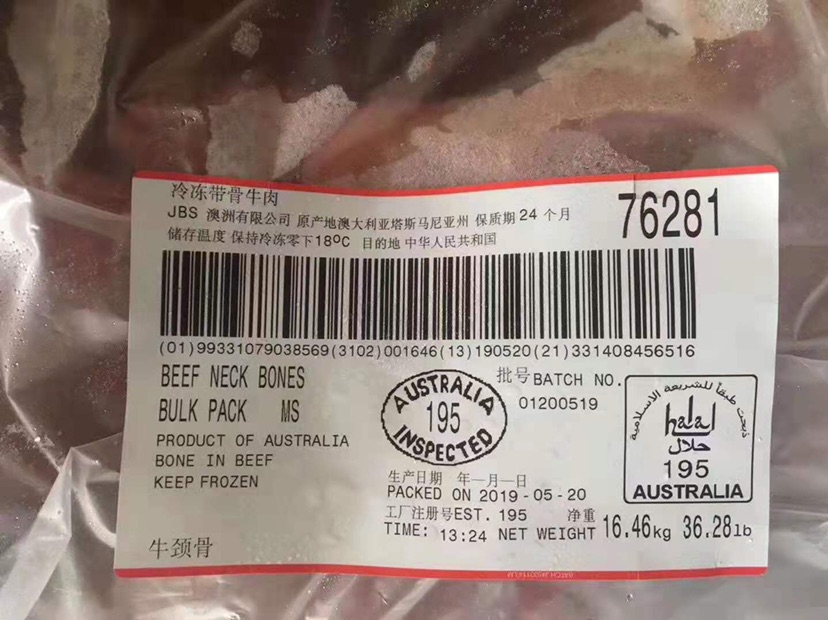 冷冻带骨牛肉
JBS 澳洲有限公司 原产地澳大利亚塔斯马尼亚州 保质期 24 个月
76281
储存温度 保持冷冻零下18ºC 目的地 中华人民共和国
(01)99331079038569(3102)001646(13)190520(21)331408456516
BEEF NECK BONES
BULK PACK MS
PRODUCT OF AUSTRALIA
BONE IN BEEF
KEEP FROZEN
牛颈骨
AUSTRALIA
195
INSPECTED
批号 BATCH NO.
01200519
ذبحت طبقا للشريعة الاسلامية
halal
حلال
195
AUSTRALIA
生产日期 年—月—日
PACKED ON 2019-05-20
工厂注册号EST. 195 净重
TIME: 13:24 NET WEIGHT 16.46kg 36.28lb